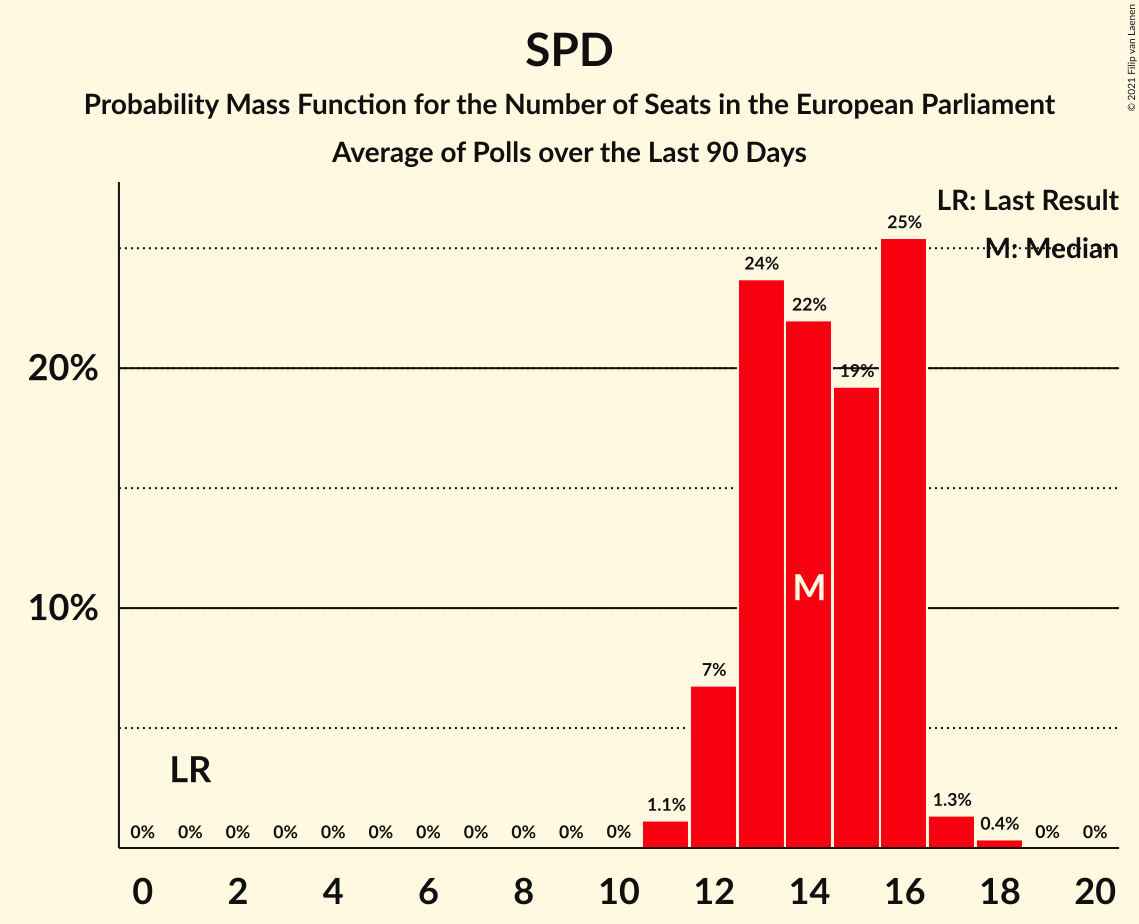 SPD
Probability Mass Function for the Number of Seats in the European Parliament
Average of Polls over the Last 90 Days
© 2021 Filip van Laenen
LR: Last Result
M: Median
25%
24%
22%
20%
19%
M
10%
7%
LR
1.1%
1.3%
0.4%
0% 0% 0% 0% 0% 0% 0% 0% 0% 0% 0% 0% 0%
0 2 4 6 8 10 12 14 16 18 20